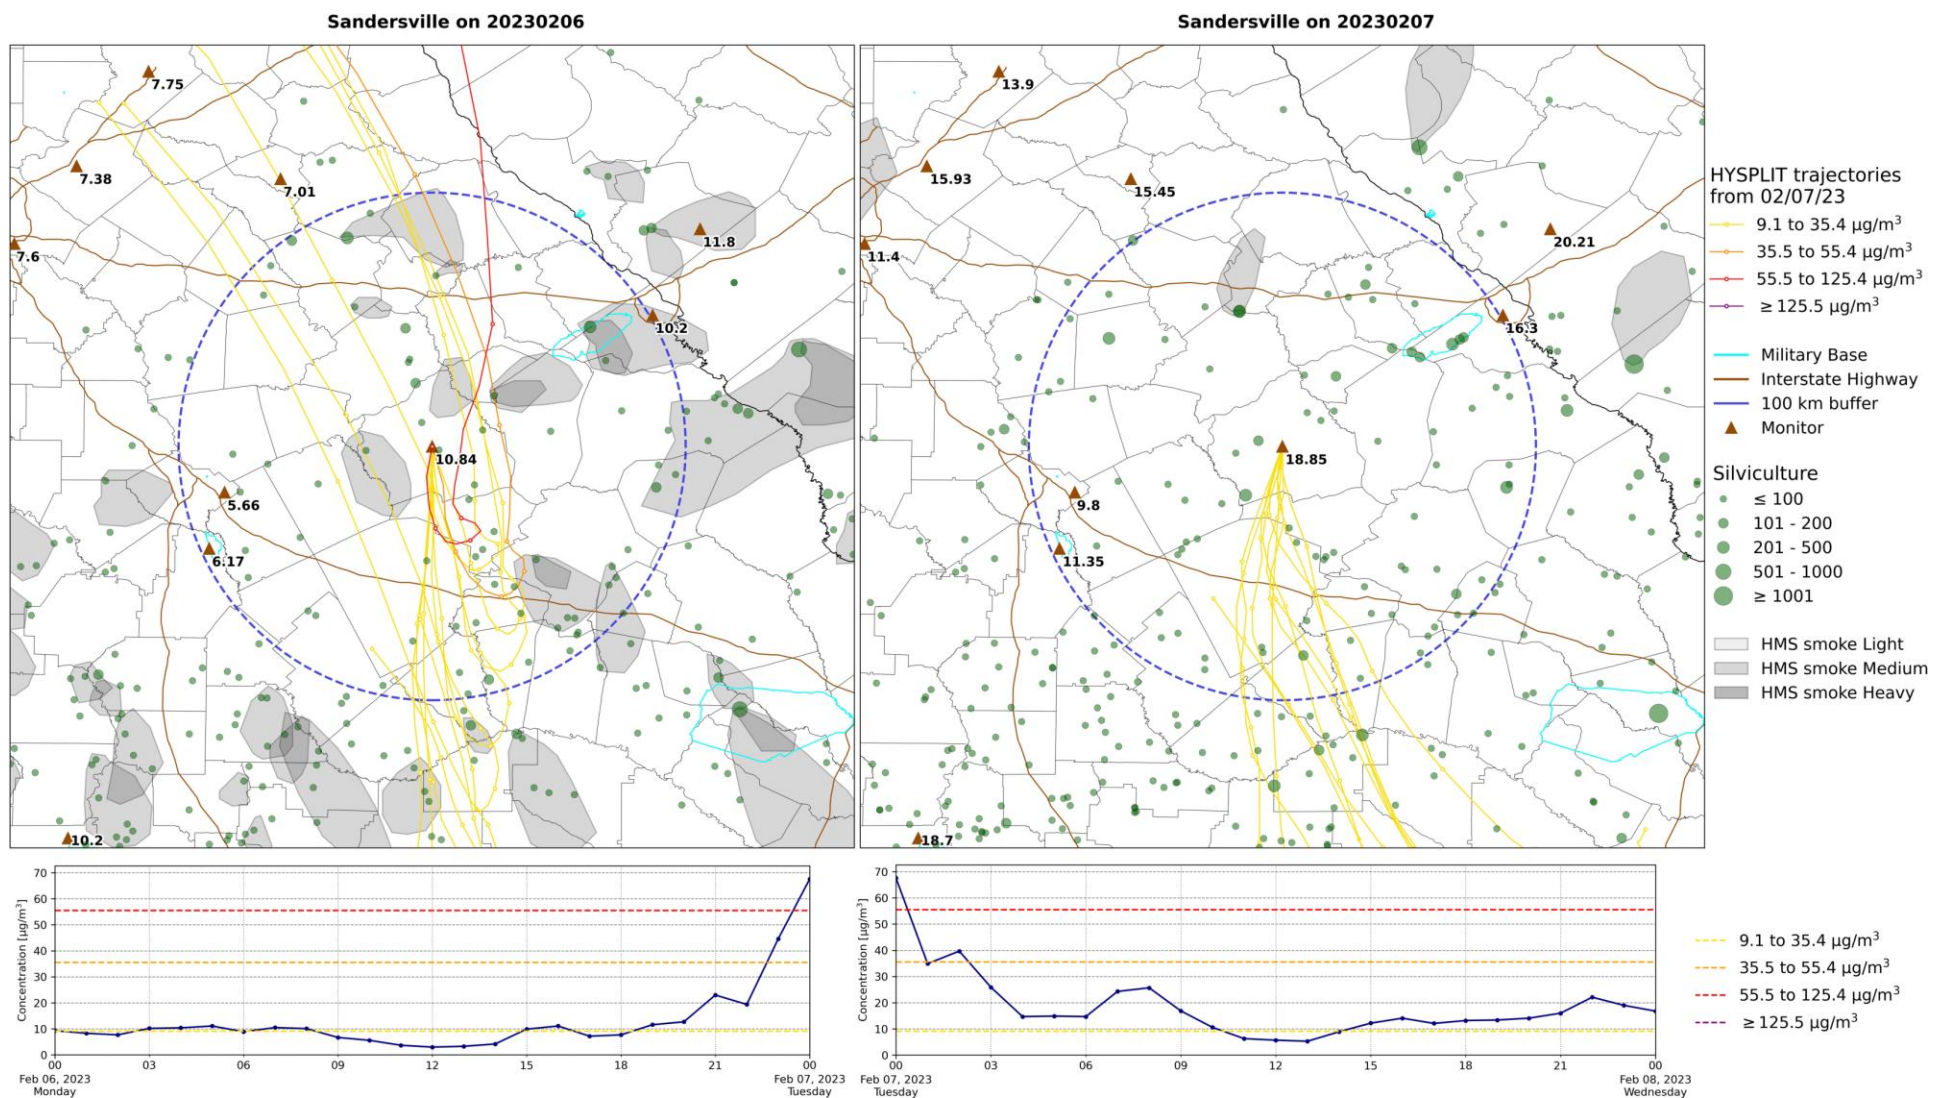 Sandersville on 20230206
7.75
7.38
7.01
7.6
11.8
10.2
10.84
5.66
6.17
10.2
Sandersville on 20230207
13.9
15.93
15.45
11.4
20.21
16.3
18.85
9.8
11.35
18.7
HYSPLIT trajectories
from 02/07/23
9.1 to 35.4 µg/m³
35.5 to 55.4 µg/m³
55.5 to 125.4 µg/m³
≥ 125.5 µg/m³
Military Base
Interstate Highway
100 km buffer
Monitor
Silviculture
≤ 100
101 - 200
201 - 500
501 - 1000
≥ 1001
HMS smoke Light
HMS smoke Medium
HMS smoke Heavy
Concentration [µg/m³]
70
60
50
40
30
20
10
0
00 03 06 09 12 15 18 21 00
Feb 06, 2023 Feb 07, 2023
Monday Tuesday
Concentration [µg/m³]
70
60
50
40
30
20
10
0
00 03 06 09 12 15 18 21 00
Feb 07, 2023 Feb 08, 2023
Tuesday Wednesday
9.1 to 35.4 µg/m³
35.5 to 55.4 µg/m³
55.5 to 125.4 µg/m³
≥ 125.5 µg/m³